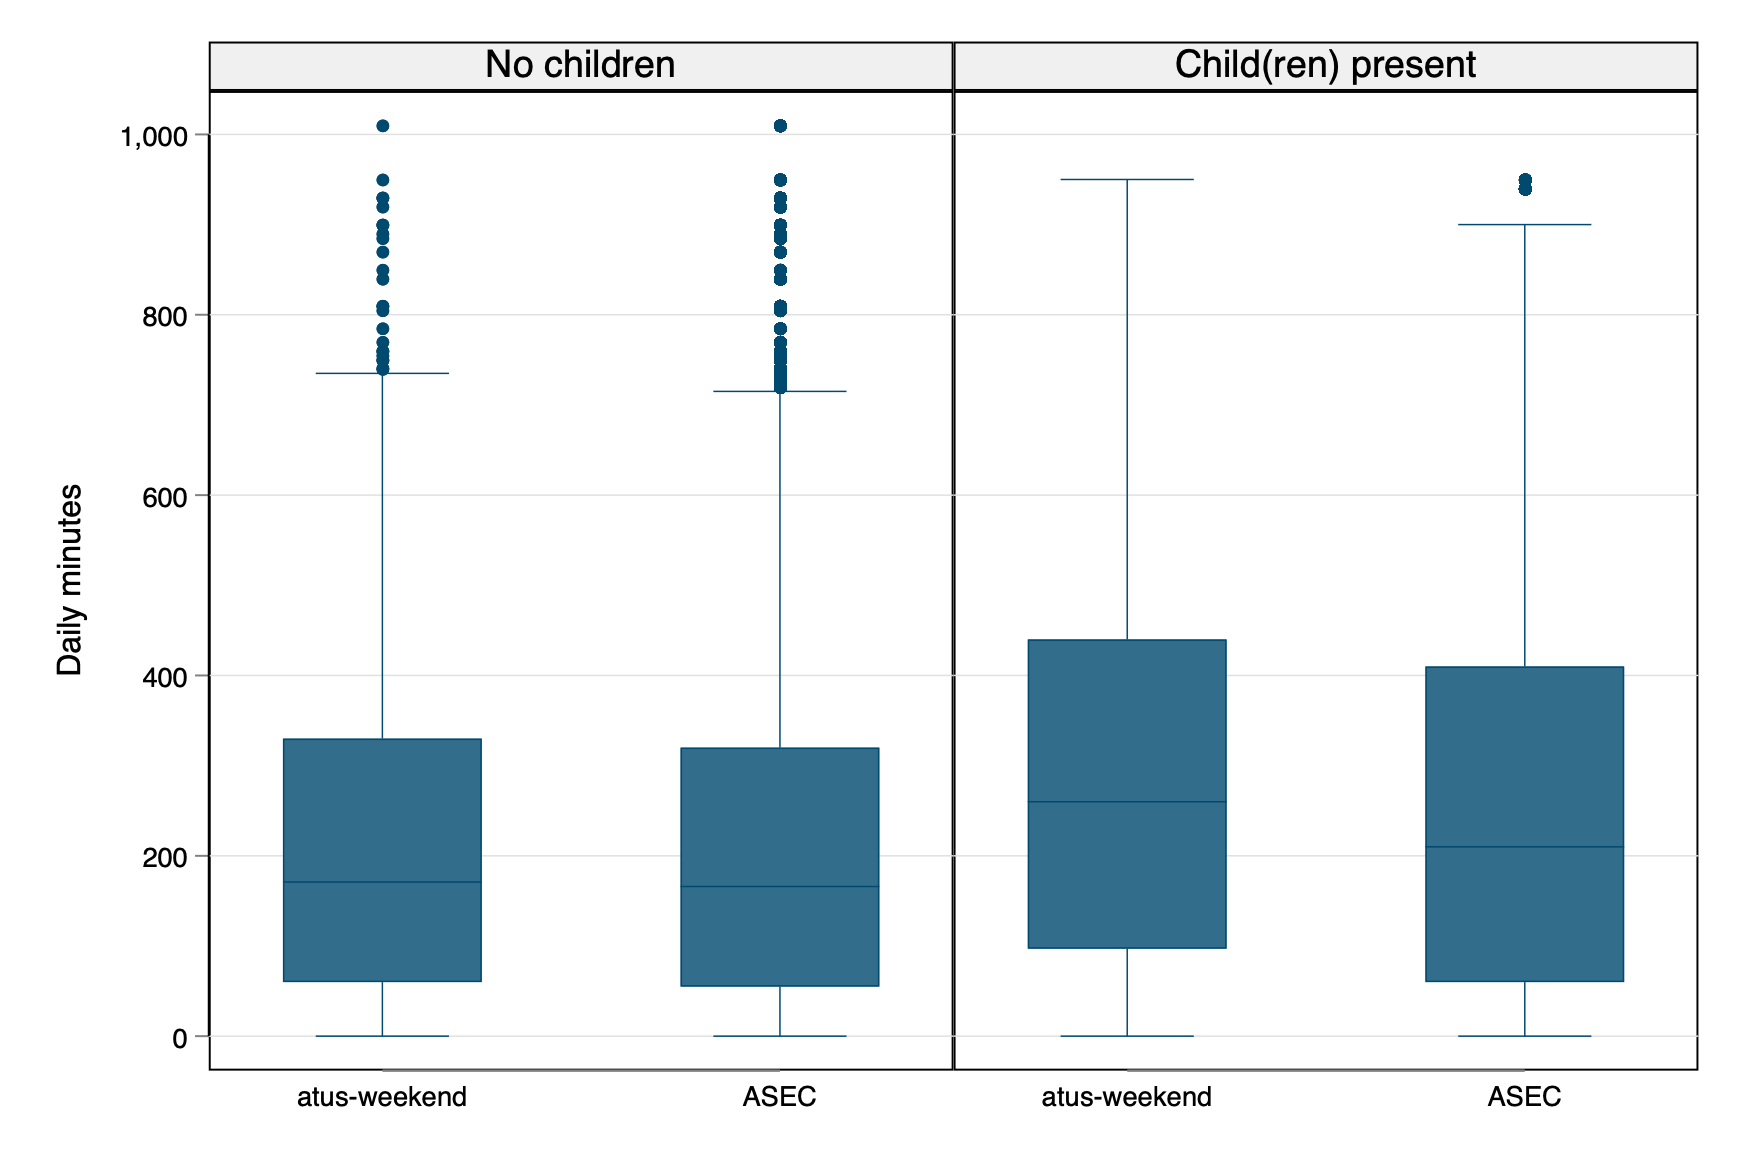 No children
Child(ren) present
Daily minutes
1,000
800
600
400
200
0
atus-weekend
ASEC
atus-weekend
ASEC